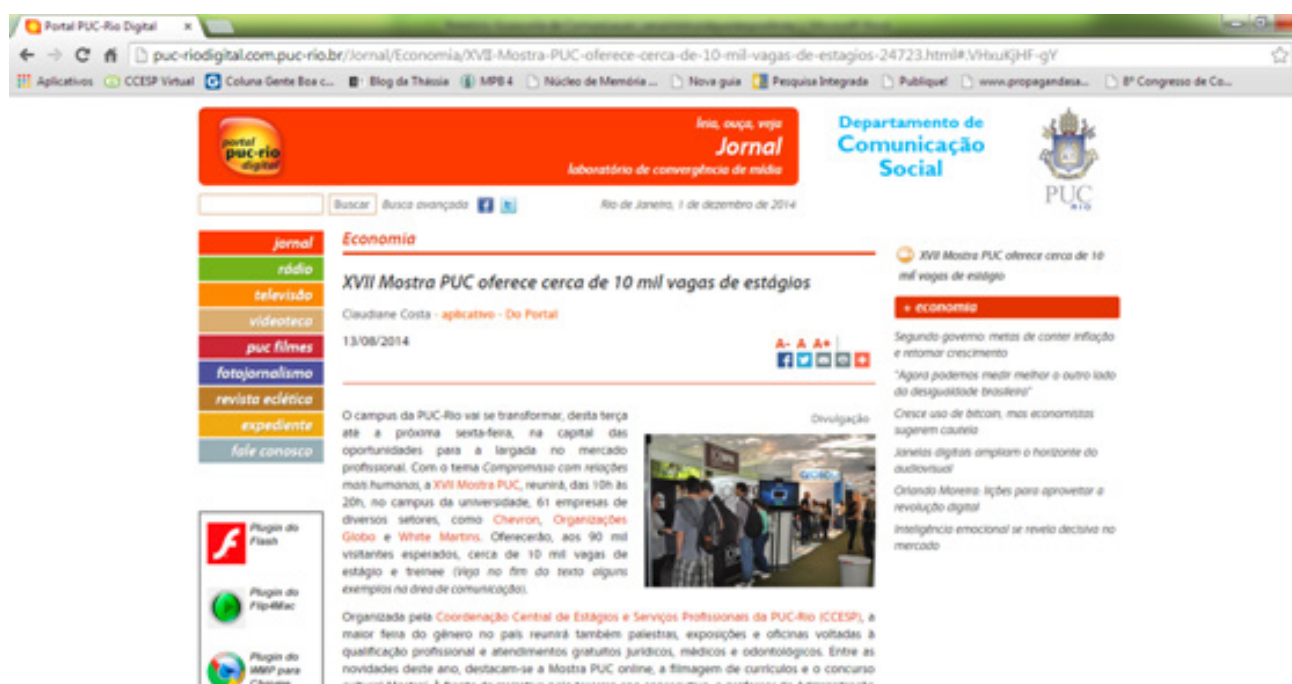 Portal PUC-Rio Digital
puc-riodigital.com.puc-rio.br/Jornal/Economia/XVII-Mostra-PUC-oferece-cerca-de-10-mil-vagas-de-estagios-24723.html#.VHxuKjHF-gY
Aplicativos CCESP Virtual Coluna Gente Boa c... Blog da Thássia MPB 4 Núcleo de Memória ... Nova guia Pesquisa Integrada Publique! www.propagandasa... 8º Congresso de Co...
portal
puc-rio
digital
leia, ouça, veja
Jornal
laboratório de convergência de mídia
Departamento de
Comunicação
Social
PUC
RIO
Buscar Busca avançada
Rio de Janeiro, 1 de dezembro de 2014
jornal
rádio
televisão
videoteca
puc filmes
fotojornalismo
revista eclética
expediente
fale conosco
Plugin do
Flash
Plugin do
Flip4Mac
Plugin do
WMP para
Economia
XVII Mostra PUC oferece cerca de 10 mil vagas de estágios
Claudiane Costa - aplicativo - Do Portal
13/08/2014
A- A A+
O campus da PUC-Rio vai se transformar, desta terça
até a próxima sexta-feira, na capital das
oportunidades para a largada no mercado
profissional. Com o tema Compromisso com relações
mais humanas, a XVII Mostra PUC, reunirá, das 10h às
20h, no campus da universidade, 61 empresas de
diversos setores, como Chevron, Organizações
Globo e White Martins. Oferecerão, aos 90 mil
visitantes esperados, cerca de 10 mil vagas de
estágio e treinee (Veja no fim do texto alguns
exemplos na área de comunicação).
Divulgação
GLOBO
Organizada pela Coordenação Central de Estágios e Serviços Profissionais da PUC-Rio (CCESP), a
maior feira do gênero no país reunirá também palestras, exposições e oficinas voltadas à
qualificação profissional e atendimentos gratuitos jurídicos, médicos e odontológicos. Entre as
novidades deste ano, destacam-se a Mostra PUC online, a filmagem de currículos e o concurso
XVII Mostra PUC oferece cerca de 10
mil vagas de estágio
+ economia
Segundo governo: metas de conter inflação
e retomar crescimento
"Agora podemos medir melhor o outro lado
da desigualdade brasileira"
Cresce uso de bitcoin, mas economistas
sugerem cautela
Janelas digitais ampliam o horizonte do
audiovisual
Orlando Moreira: lições para aproveitar a
revolução digital
Inteligência emocional se revela decisiva no
mercado